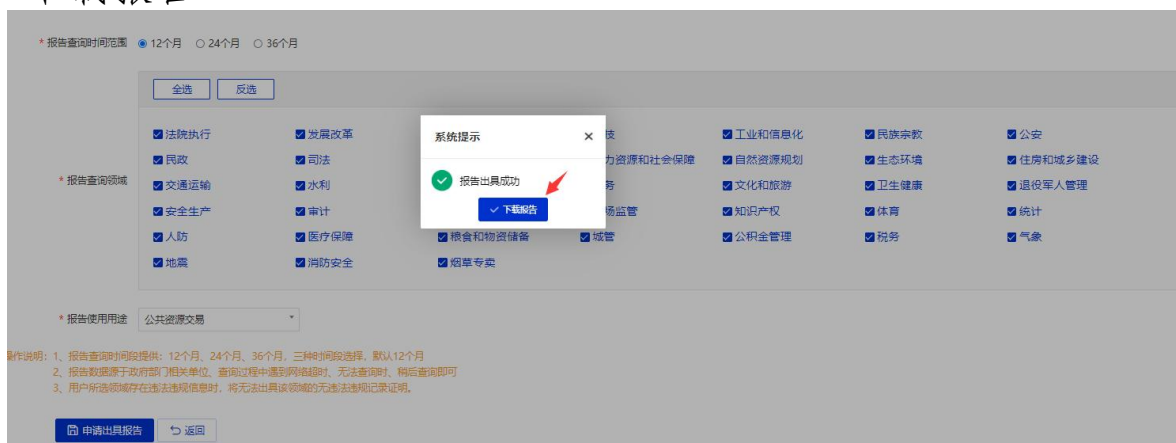 * 报告查询时间范围 12个月 24个月 36个月
全选 反选
系统提示 ×
法院执行 发展改革 技 工业和信息化 民族宗教 公安
民政 司法 力资源和社会保障 自然资源规划 生态环境 住房和城乡建设
* 报告查询领域
报告出具成功
交通运输 水利 务 文化和旅游 卫生健康 退役军人管理
下载报告
安全生产 审计 场监管 知识产权 体育 统计
人防 医疗保障 粮食和物资储备 城管 公积金管理 税务 气象
地震 消防安全 烟草专卖
* 报告使用用途 公共资源交易
操作说明：1、报告查询时间段提供：12个月、24个月、36个月，三种时间段选择，默认12个月
2、报告数据源于政府部门相关单位、查询过程中遇到网络超时、无法查询时、稍后查询即可
3、用户所选领域存在违法违规信息时，将无法出具该领域的无违法违规记录证明。
申请出具报告 返回